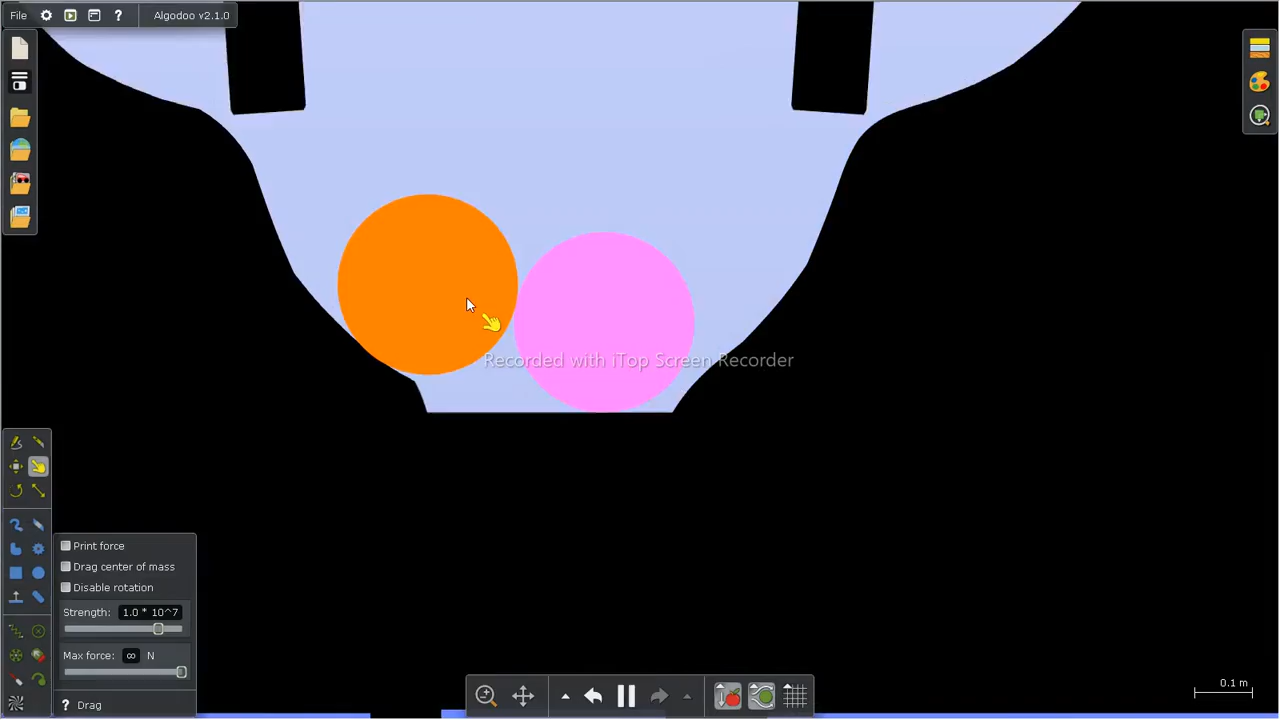 File ? Algodoo v2.1.0
Recorded with iTop Screen Recorder
Print force
Drag center of mass
Disable rotation
Strength: 1.0 * 10^7
Max force: ∞ N
? Drag
0.1 m